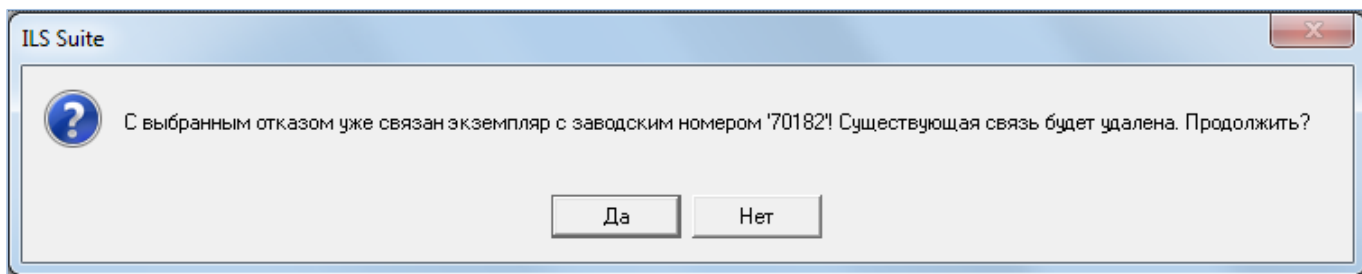 ILS Suite
С выбранным отказом уже связан экземпляр с заводским номером '70182'! Существующая связь будет удалена. Продолжить?
Да
Нет